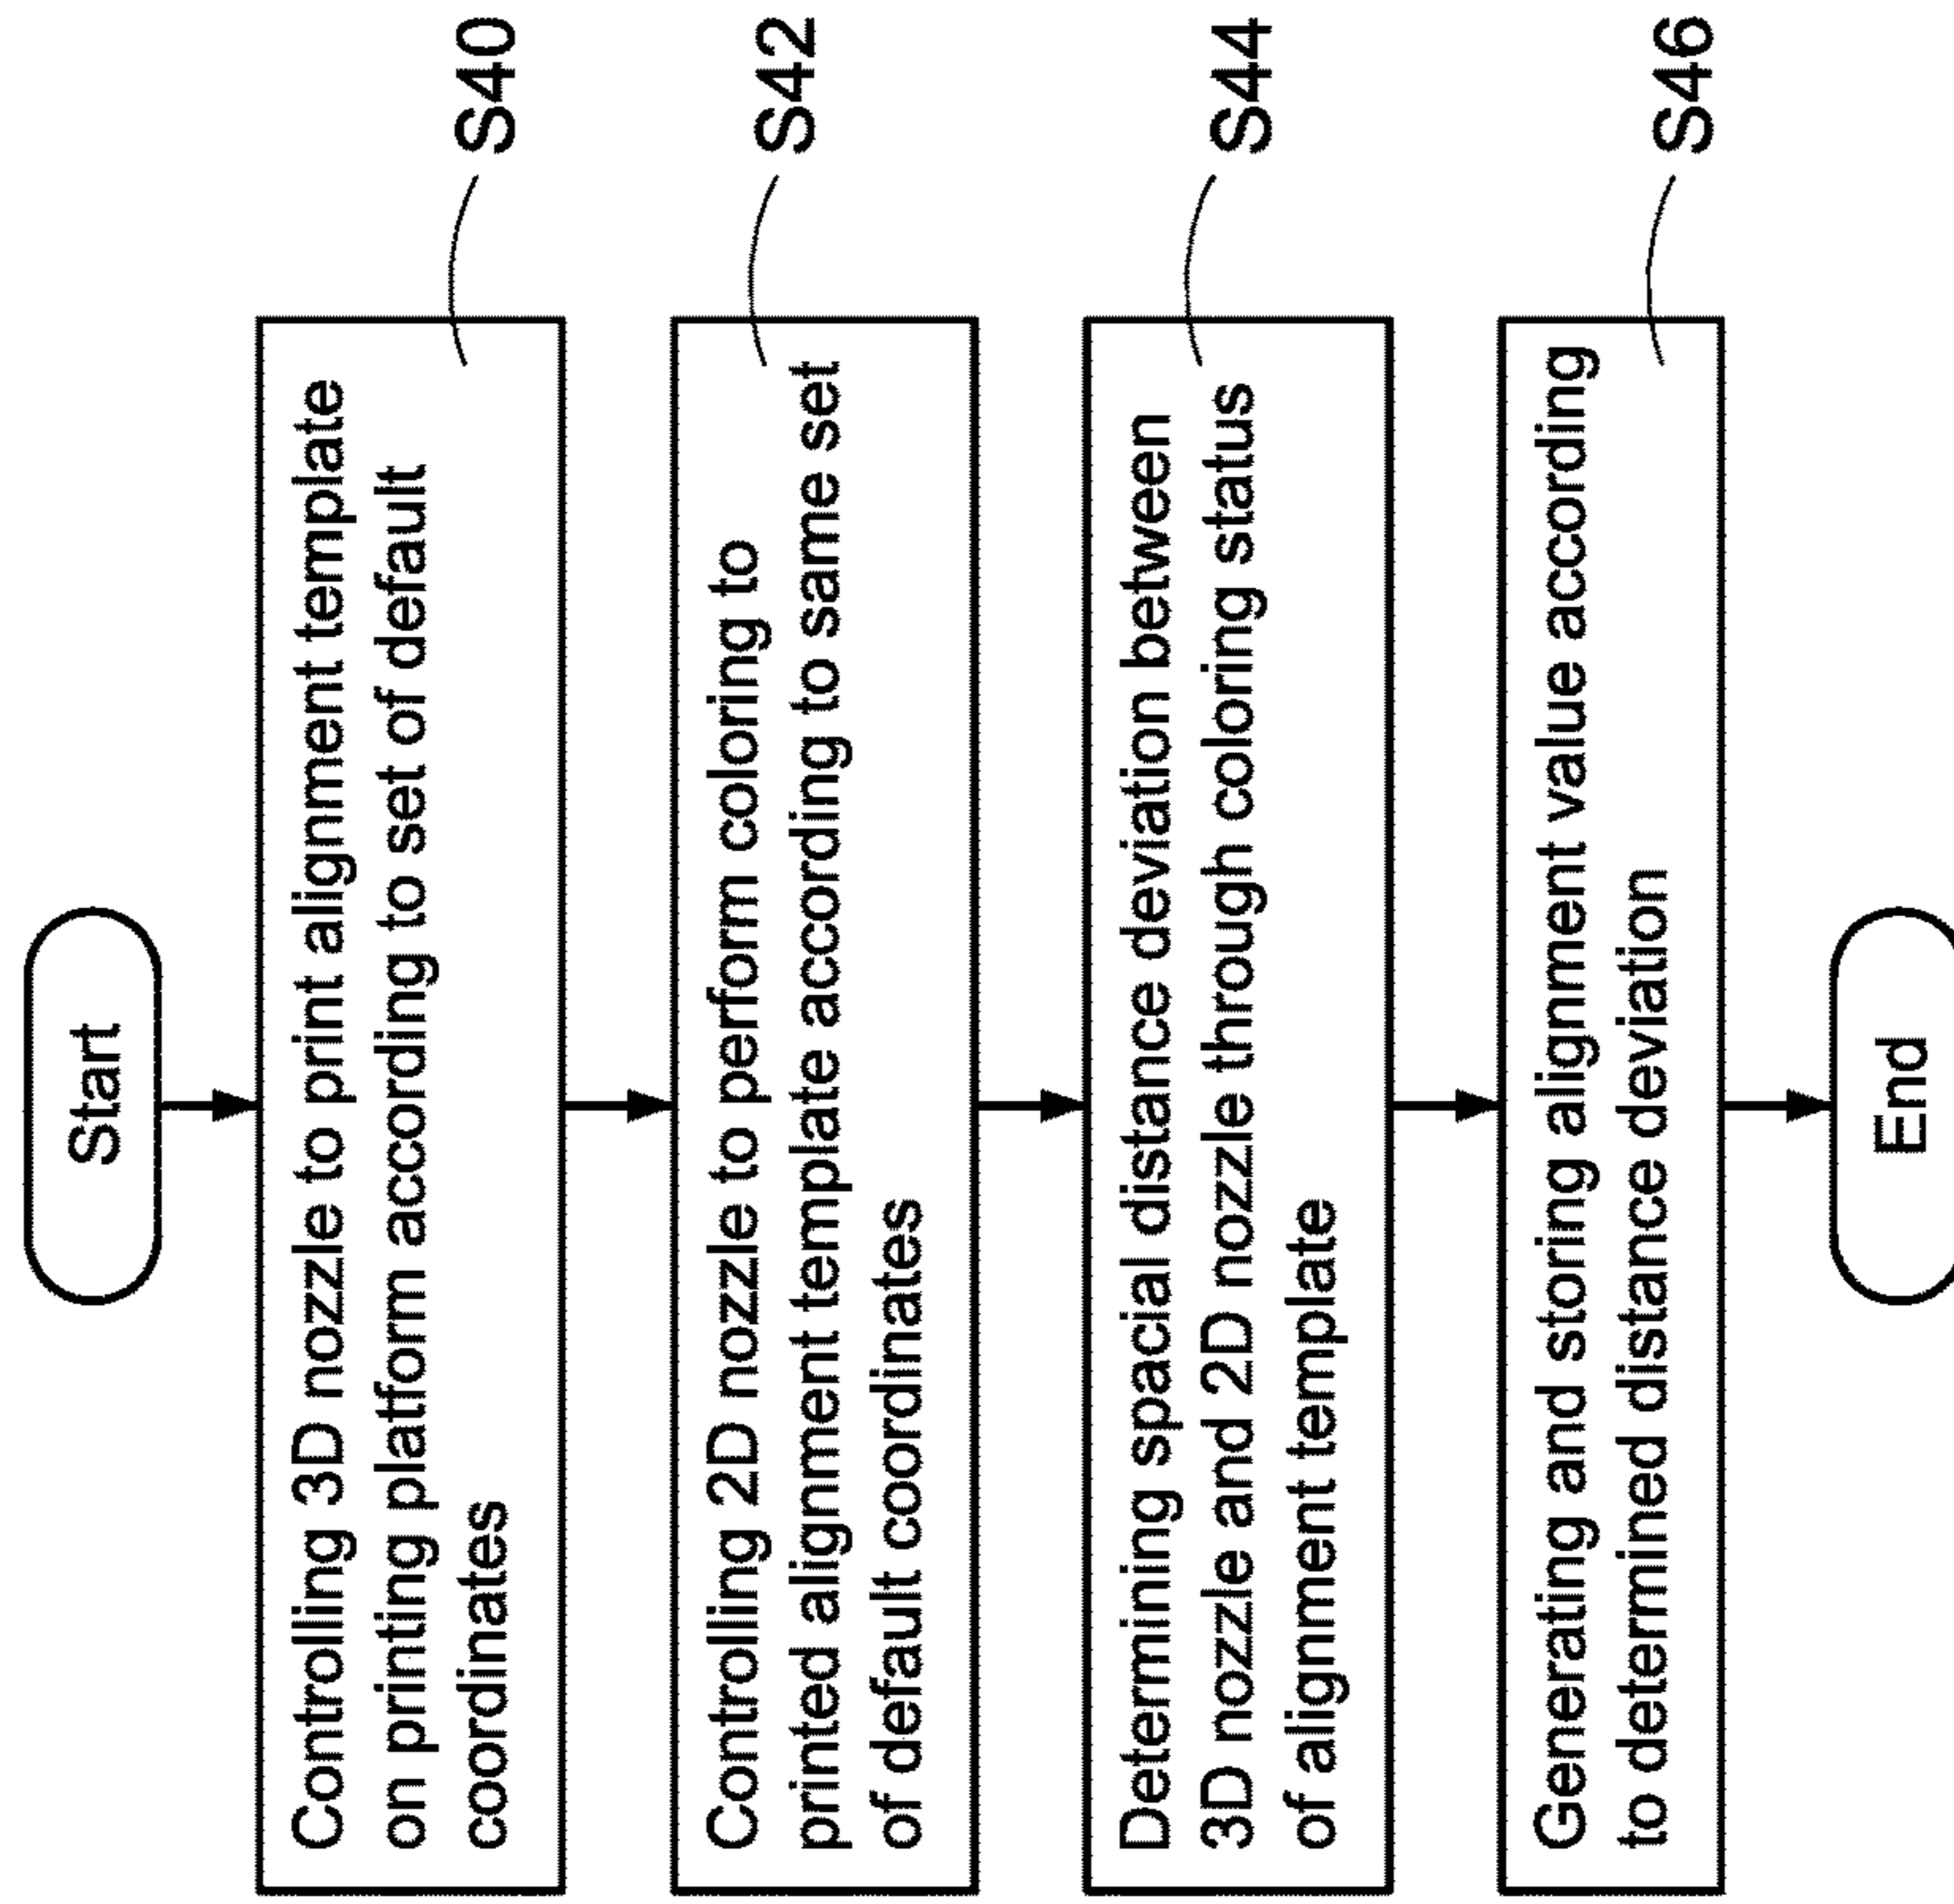 Start
Controlling 3D nozzle to print alignment template
on printing platform according to set of default
coordinates
S40
Controlling 2D nozzle to perform coloring to
printed alignment template according to same set
of default coordinates
S42
Determining spacial distance deviation between
3D nozzle and 2D nozzle through coloring status
of alignment template
S44
Generating and storing alignment value according
to determined distance deviation
S46
End